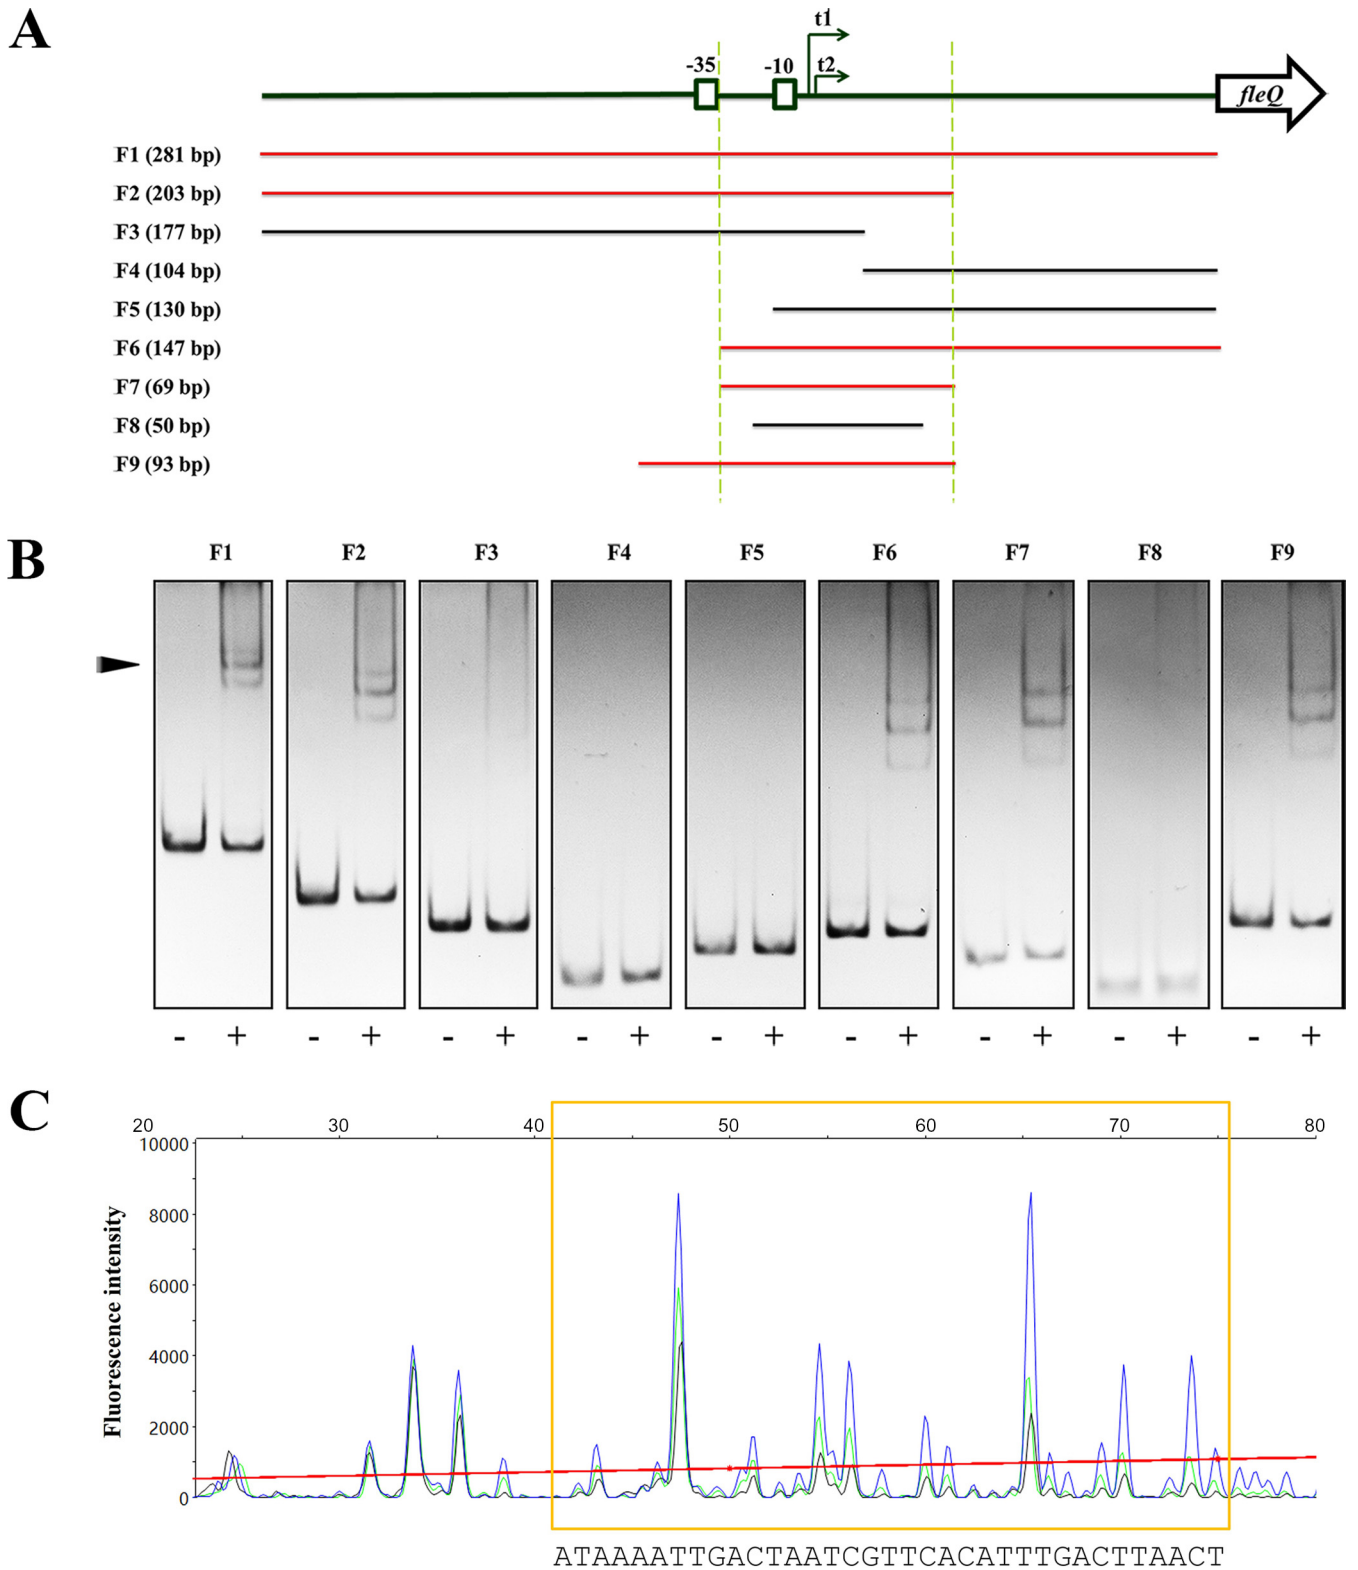 A
t1
-35 -10 t2
fleQ
F1 (281 bp)
F2 (203 bp)
F3 (177 bp)
F4 (104 bp)
F5 (130 bp)
F6 (147 bp)
F7 (69 bp)
F8 (50 bp)
F9 (93 bp)
B
F1 F2 F3 F4 F5 F6 F7 F8 F9
- + - + - + - + - + - + - + - + - +
C
20 30 40 50 60 70 80
10000
8000
6000
4000
2000
0
Fluorescence intensity
ATAAAATTGACTAATCGTTCACATTTGACTTAACT